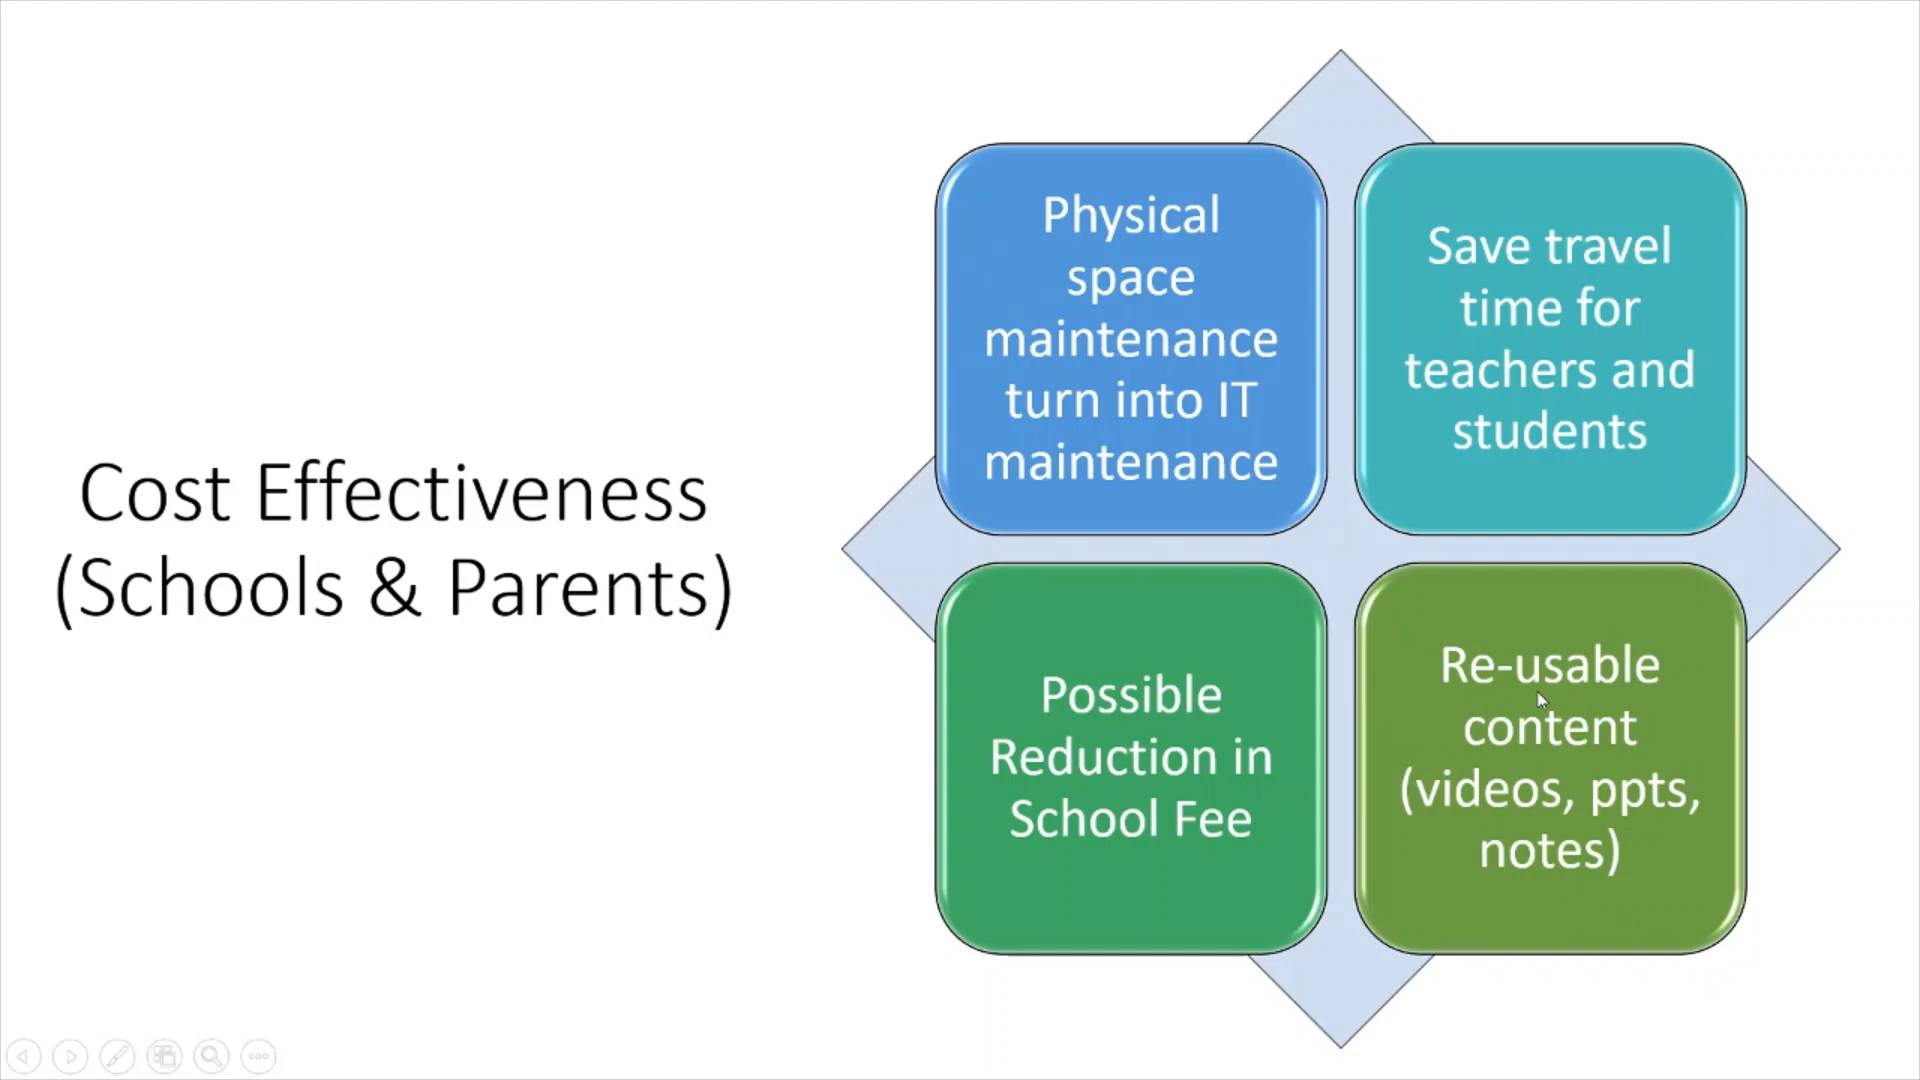 Cost Effectiveness
(Schools & Parents)
Physical
space
maintenance
turn into IT
maintenance
Save travel
time for
teachers and
students
Possible
Reduction in
School Fee
Re-usable
content
(videos, ppts,
notes)